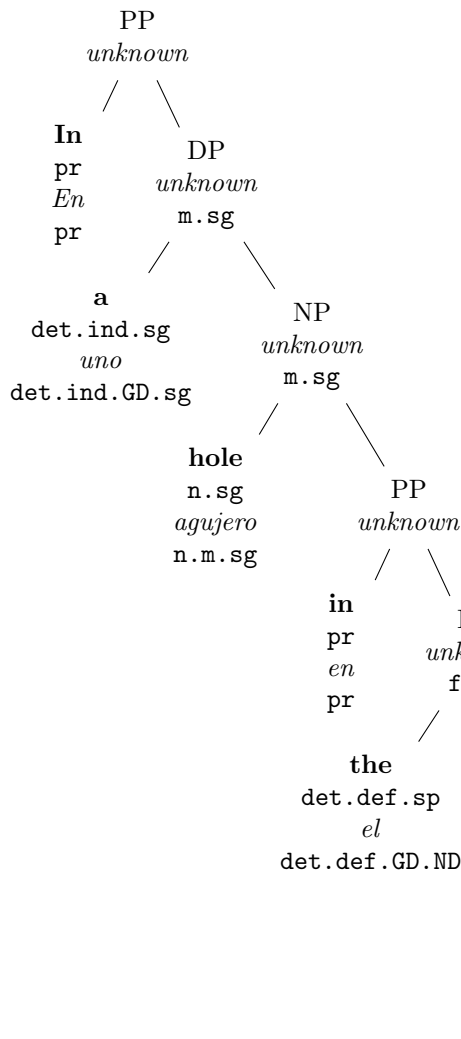 PP
unknown
In
pr
En
pr
DP
unknown
m.sg
a
det.ind.sg
uno
det.ind.GD.sg
NP
unknown
m.sg
hole
n.sg
agujero
n.m.sg
PP
unknown
in
pr
en
pr
f
the
det.def.sp
el
det.def.GD.ND